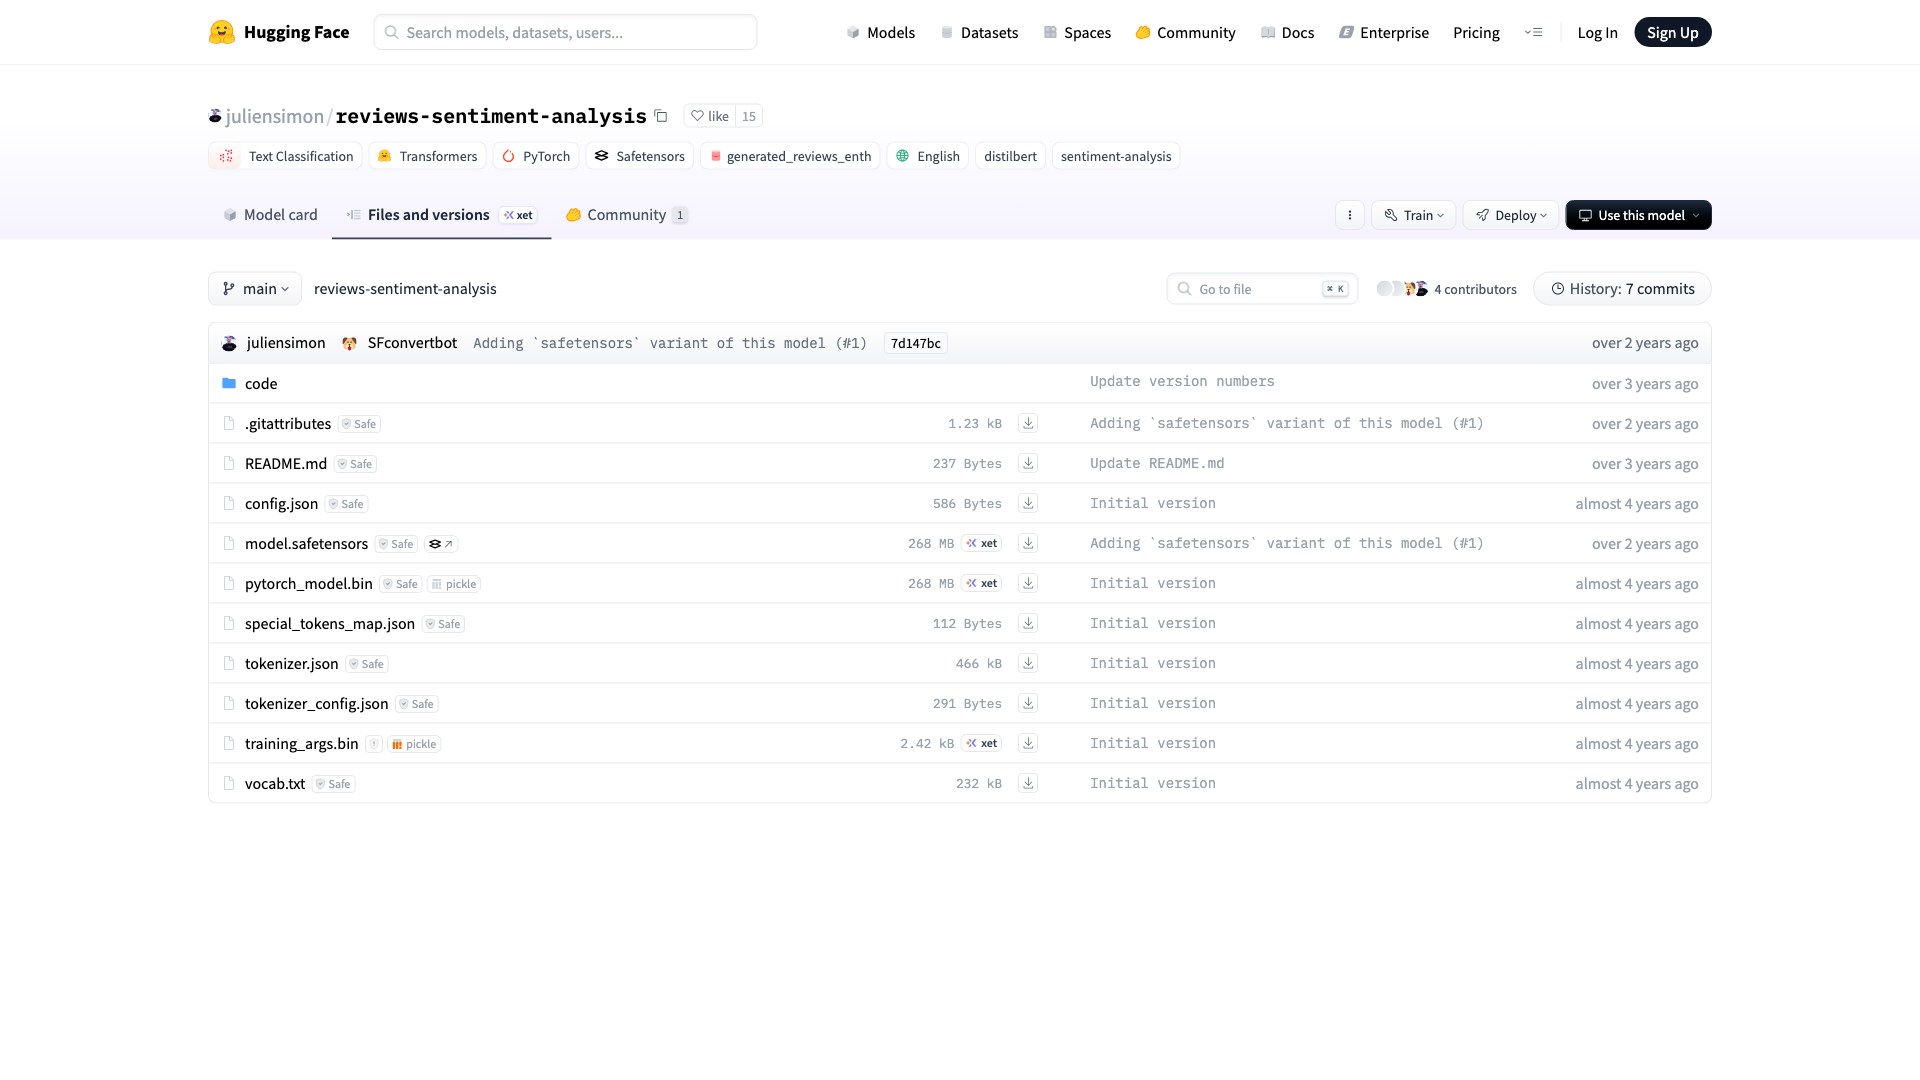 Hugging Face Search models, datasets, users... Models Datasets Spaces Community Docs Enterprise Pricing Log In Sign Up
juliensimon/reviews-sentiment-analysis like 15
Text Classification Transformers PyTorch Safetensors generated_reviews_enth English distilbert sentiment-analysis
Model card Files and versions xet Community 1 Train Deploy Use this model
main reviews-sentiment-analysis Go to file ⌘ K 4 contributors History: 7 commits
juliensimon SFconvertbot Adding `safetensors` variant of this model (#1) 7d147bc over 2 years ago
code Update version numbers over 3 years ago
.gitattributes Safe 1.23 kB Adding `safetensors` variant of this model (#1) over 2 years ago
README.md Safe 237 Bytes Update README.md over 3 years ago
config.json Safe 586 Bytes Initial version almost 4 years ago
model.safetensors Safe 268 MB xet Adding `safetensors` variant of this model (#1) over 2 years ago
pytorch_model.bin Safe pickle 268 MB xet Initial version almost 4 years ago
special_tokens_map.json Safe 112 Bytes Initial version almost 4 years ago
tokenizer.json Safe 466 kB Initial version almost 4 years ago
tokenizer_config.json Safe 291 Bytes Initial version almost 4 years ago
training_args.bin pickle 2.42 kB xet Initial version almost 4 years ago
vocab.txt Safe 232 kB Initial version almost 4 years ago